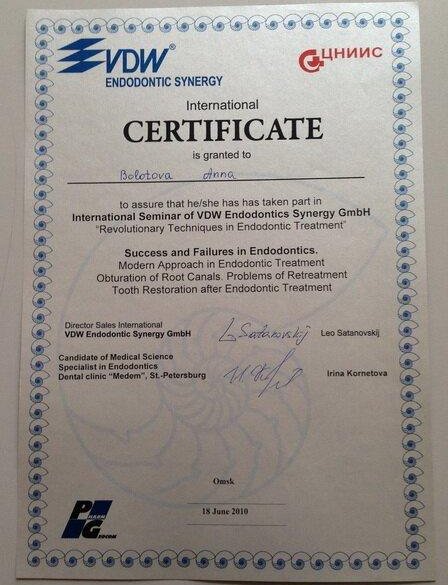 VDW®
ENDODONTIC SYNERGY
ЦНИИС
International
CERTIFICATE
is granted to
Bolotova Anna
to assure that he/she has has taken part in
International Seminar of VDW Endodontics Synergy GmbH
“Revolutionary Techniques in Endodontic Treatment”
Success and Failures in Endodontics.
Modern Approach in Endodontic Treatment
Obturation of Root Canals. Problems of Retreatment
Tooth Restoration after Endodontic Treatment
Director Sales International
VDW Endodontic Synergy GmbH
L Satanovskij
Leo Satanovskij
Candidate of Medical Science
Specialist in Endodontics
Dental clinic “Medem”, St.-Petersburg
Irina Kornetova
Omsk
18 June 2010
PHARM
GEOCOM